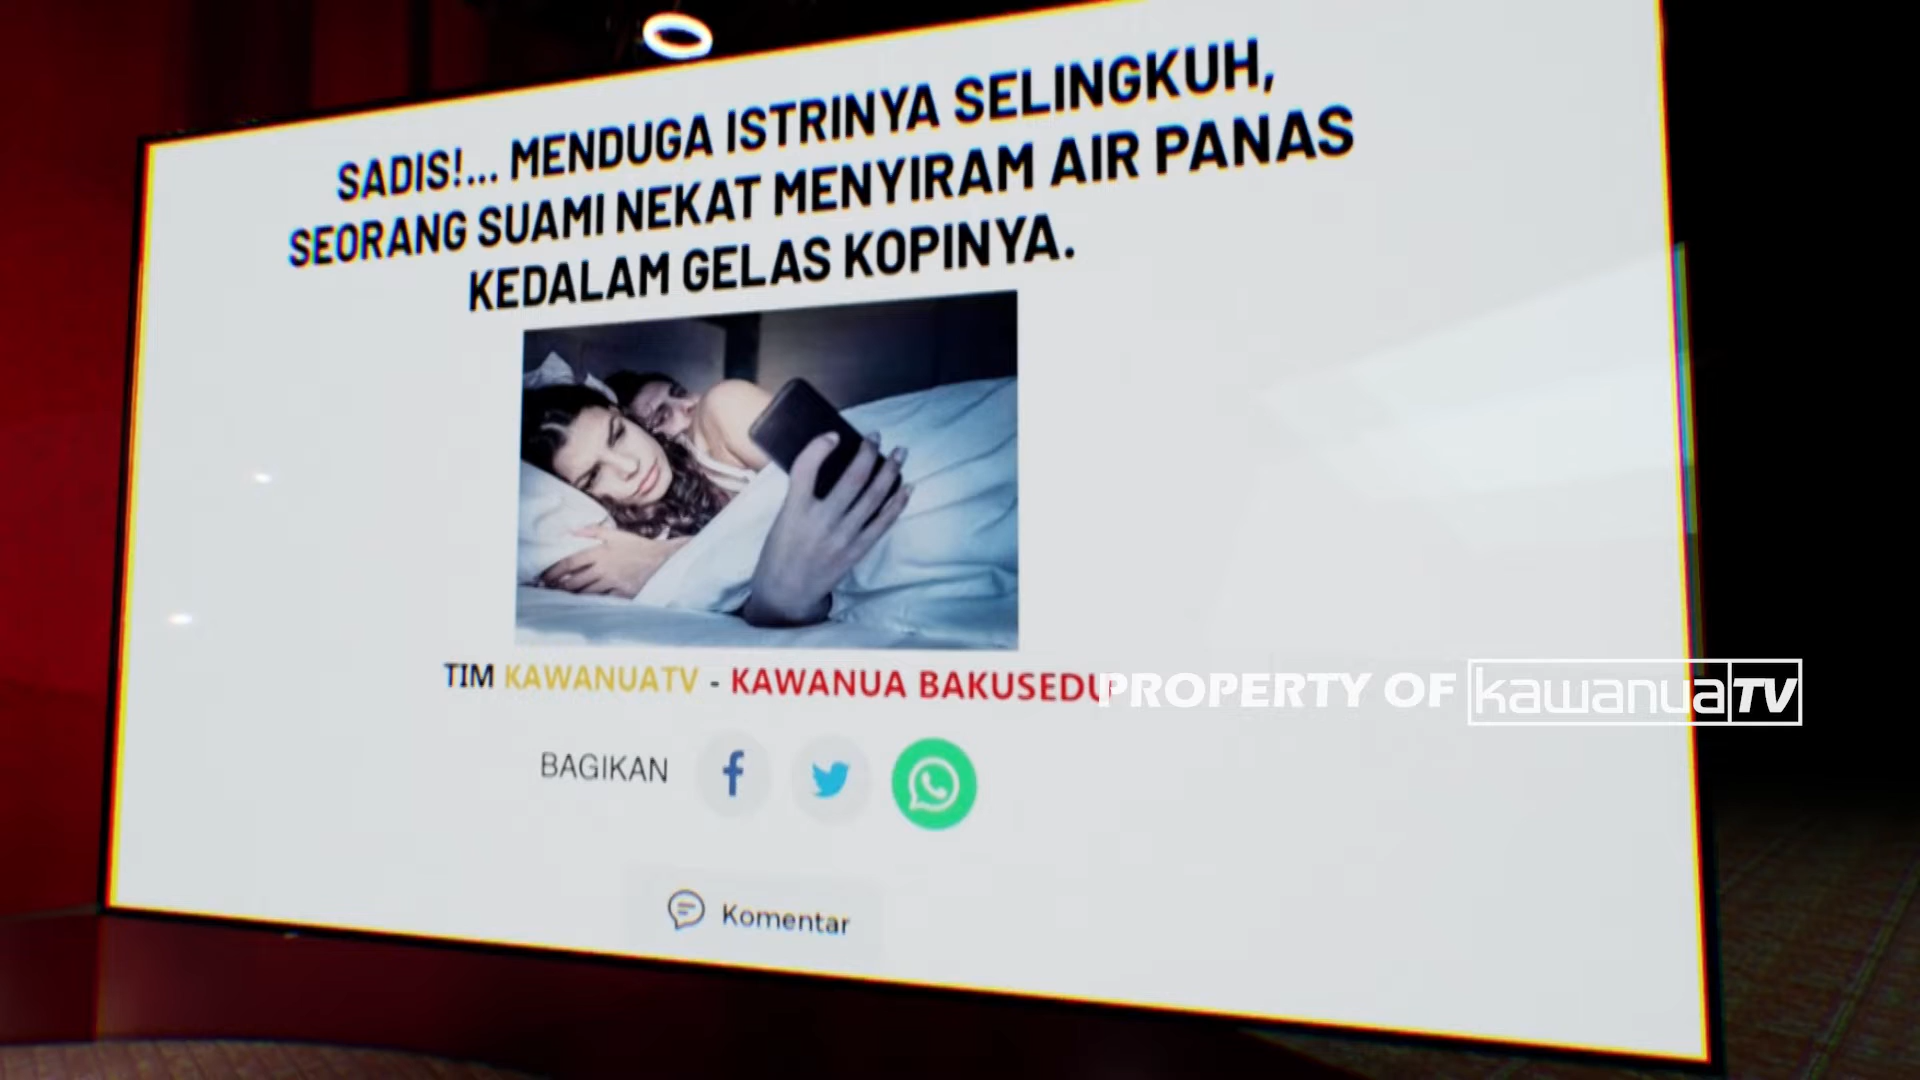 SADIS!... MENDUGA ISTRINYA SELINGKUH,
SEORANG SUAMI NEKAT MENYIRAM AIR PANAS
KEDALAM GELAS KOPINYA.
TIM KAWANUATV - KAWANUA BAKUSEDU
PROPERTY OF kawanuaTV
BAGIKAN
Komentar